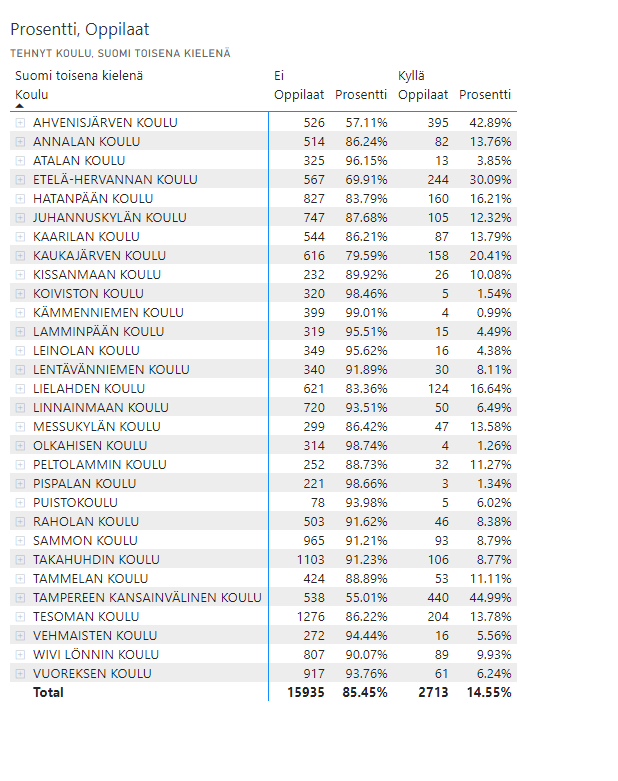 Prosentti, Oppilaat
TEHNYT KOULU, SUOMI TOISENA KIELENÄ
Suomi toisena kielenä Ei Kyllä
Koulu Oppilaat Prosentti Oppilaat Prosentti
AHVENISJÄRVEN KOULU 526 57.11% 395 42.89%
ANNALAN KOULU 514 86.24% 82 13.76%
ATALAN KOULU 325 96.15% 13 3.85%
ETELÄ-HERVANNAN KOULU 567 69.91% 244 30.09%
HATANPÄÄN KOULU 827 83.79% 160 16.21%
JUHANNUSKYLÄN KOULU 747 87.68% 105 12.32%
KAARILAN KOULU 544 86.21% 87 13.79%
KAUKAJÄRVEN KOULU 616 79.59% 158 20.41%
KISSANMAAN KOULU 232 89.92% 26 10.08%
KOIVISTON KOULU 320 98.46% 5 1.54%
KÄMMENNIEMEN KOULU 399 99.01% 4 0.99%
LAMMINPÄÄN KOULU 319 95.51% 15 4.49%
LEINOLAN KOULU 349 95.62% 16 4.38%
LENTÄVÄNNIEMEN KOULU 340 91.89% 30 8.11%
LIELAHDEN KOULU 621 83.36% 124 16.64%
LINNAINMAAN KOULU 720 93.51% 50 6.49%
MESSUKYLÄN KOULU 299 86.42% 47 13.58%
OLKAHISEN KOULU 314 98.74% 4 1.26%
PELTOLAMMIN KOULU 252 88.73% 32 11.27%
PISPALAN KOULU 221 98.66% 3 1.34%
PUISTOKOULU 78 93.98% 5 6.02%
RAHOLAN KOULU 503 91.62% 46 8.38%
SAMMON KOULU 965 91.21% 93 8.79%
TAKAHUHDIN KOULU 1103 91.23% 106 8.77%
TAMMELAN KOULU 424 88.89% 53 11.11%
TAMPEREEN KANSAINVÄLINEN KOULU 538 55.01% 440 44.99%
TESOMAN KOULU 1276 86.22% 204 13.78%
VEHMAISTEN KOULU 272 94.44% 16 5.56%
WIVI LÖNNIN KOULU 807 90.07% 89 9.93%
VUOREKSEN KOULU 917 93.76% 61 6.24%
Total 15935 85.45% 2713 14.55%